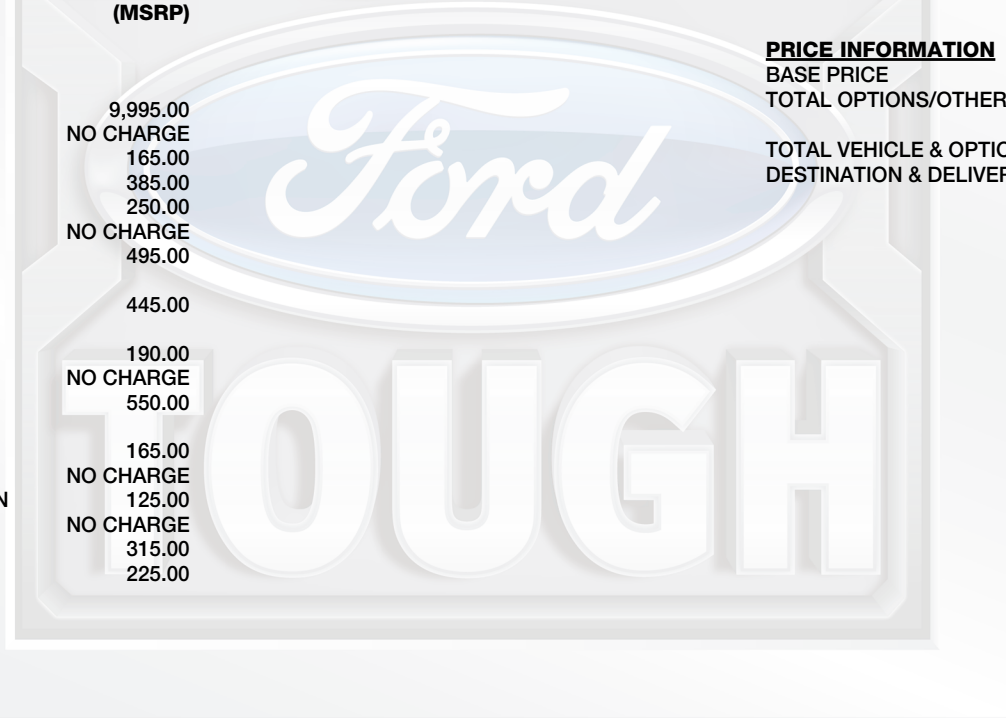 (MSRP)
9,995.00
NO CHARGE
165.00
385.00
250.00
NO CHARGE
495.00
445.00
190.00
NO CHARGE
550.00
165.00
NO CHARGE
N 125.00
NO CHARGE
315.00
225.00
PRICE INFORMATION
BASE PRICE
TOTAL OPTIONS/OTHER
TOTAL VEHICLE & OPTIO
DESTINATION & DELIVER
Ford
TOUGH